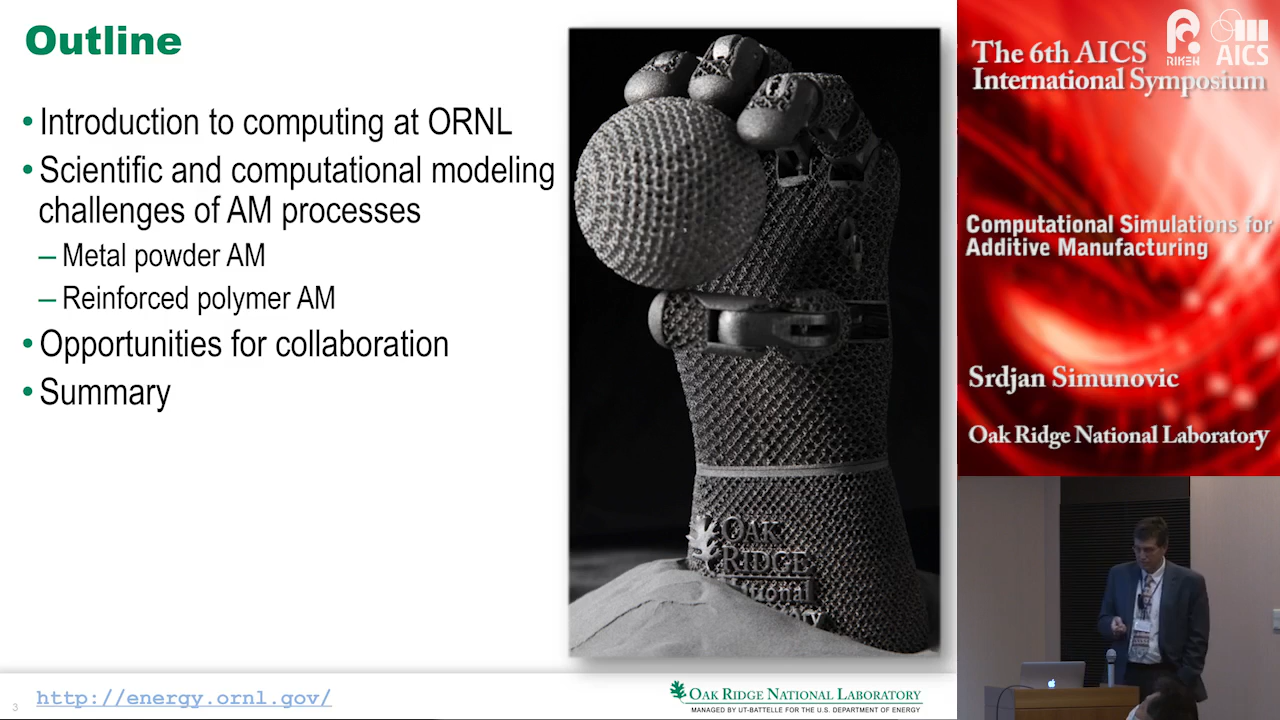 Outline
• Introduction to computing at ORNL
• Scientific and computational modeling
challenges of AM processes
– Metal powder AM
– Reinforced polymer AM
• Opportunities for collaboration
• Summary
OAK
RIDGE
National
3
http://energy.ornl.gov/
OAK RIDGE NATIONAL LABORATORY
MANAGED BY UT-BATTELLE FOR THE U.S. DEPARTMENT OF ENERGY
RIKEN
AICS
The 6th AICS
International Symposium
Computational Simulations for
Additive Manufacturing
Srdjan Simunovic
Oak Ridge National Laboratory